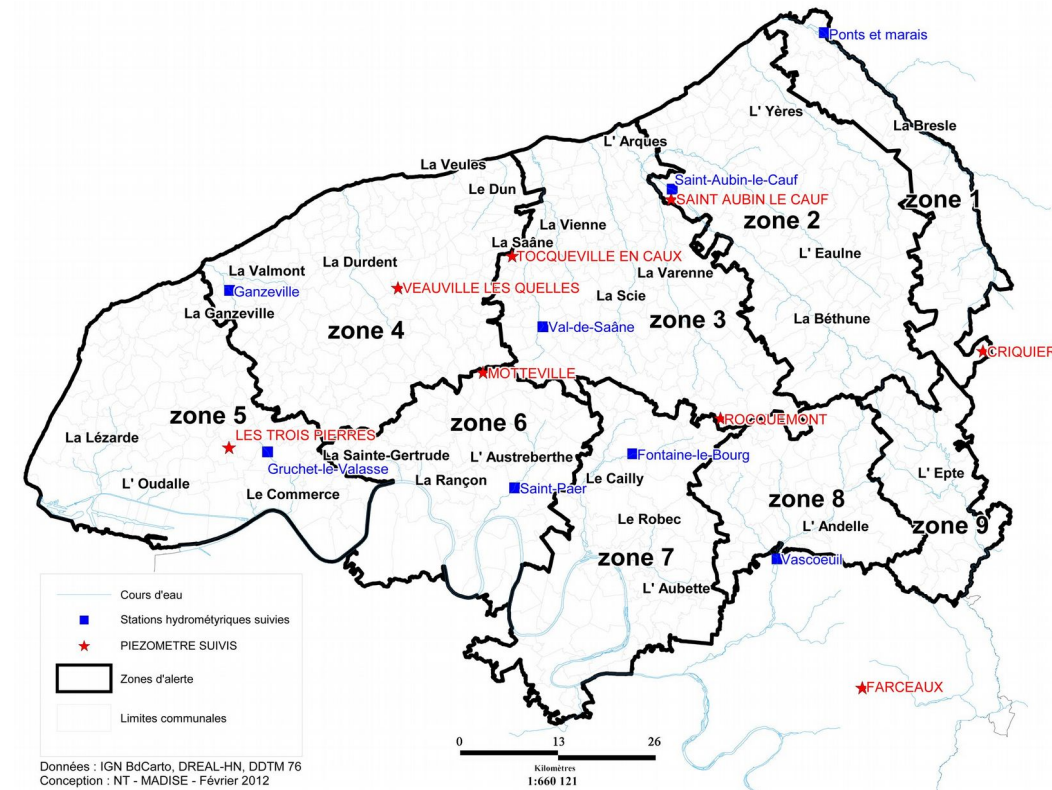 Ponts et marais
L' Yères
La Bresle
L' Arques
La Veules
Saint-Aubin-le-Cauf
Le Dun
SAINT AUBIN LE CAUF
zone 1
zone 2
La Vienne
La Saâne
L' Eaulne
TOCQUEVILLE EN CAUX
La Durdent
La Valmont
La Varenne
VEAUVILLE LES QUELLES
Ganzeville
La Scie
La Ganzeville
zone 3
La Béthune
zone 4
Val-de-Saâne
CRIQUIER
MOTTEVILLE
zone 5
ROCQUEMONT
zone 6
LES TROIS PIERRES
La Lézarde
La Sainte-Gertrude
L' Austreberthe
Fontaine-le-Bourg
Gruchet-le-Valasse
L' Epte
L' Oudalle
La Rançon
Le Cailly
Saint-Paer
Le Commerce
zone 8
Le Robec
L' Andelle
zone 9
zone 7
Vascoeuil
L' Aubette
FARCEAUX
Cours d'eau
Stations hydrométyriques suivies
PIEZOMETRE SUIVIS
Zones d'alerte
Limites communales
0 13 26
Kilomètres
1:660 121
Données : IGN BdCarto, DREAL-HN, DDTM 76
Conception : NT - MADISE - Février 2012